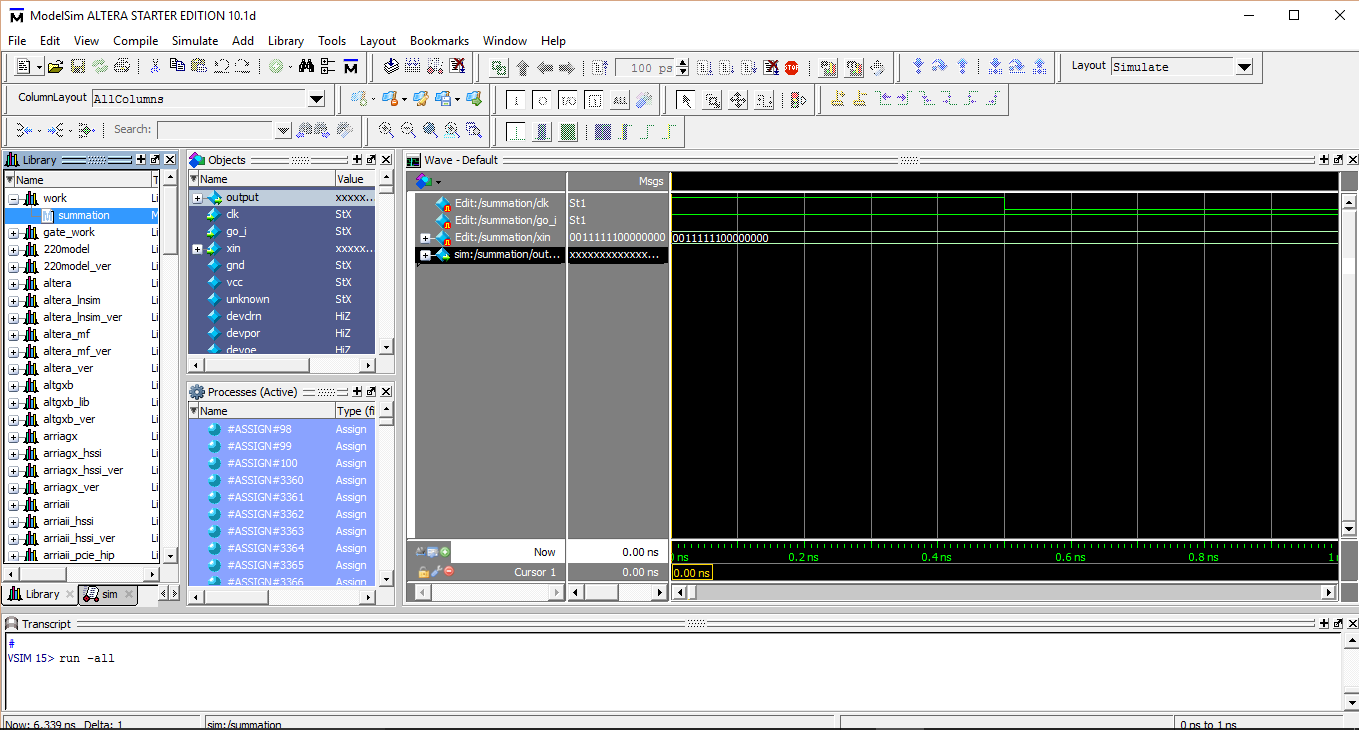 ModelSim ALTERA STARTER EDITION 10.1d
File Edit View Compile Simulate Add Library Tools Layout Bookmarks Window Help
100 ps
Layout Simulate
ColumnLayout AllColumns
I O I/O ALL
STOP
Search:
Library
Name T
work Li
summation M
gate_work Li
220model Li
220model_ver Li
altera Li
altera_lnsim Li
altera_lnsim_ver Li
altera_mf Li
altera_mf_ver Li
altera_ver Li
altgxb Li
altgxb_lib Li
altgxb_ver Li
arriagx Li
arriagx_hssi Li
arriagx_hssi_ver Li
arriagx_ver Li
arriaii Li
arriaii_hssi Li
arriaii_hssi_ver Li
arriaii_pcie_hip Li
Library sim
Objects
Name Value
output xxxxx...
clk StX
go_i StX
xin xxxxx...
gnd StX
vcc StX
unknown StX
devclrn HiZ
devpor HiZ
devoe HiZ
Processes (Active)
Name Type (fi
#ASSIGN#98 Assign
#ASSIGN#99 Assign
#ASSIGN#100 Assign
#ASSIGN#3360 Assign
#ASSIGN#3361 Assign
#ASSIGN#3362 Assign
#ASSIGN#3363 Assign
#ASSIGN#3364 Assign
#ASSIGN#3365 Assign
#ASSIGN#3366 Assign
Wave - Default
Msgs
Edit:/summation/clk St1
Edit:/summation/go_i St1
Edit:/summation/xin 0011111100000000 0011111100000000
sim:/summation/out... xxxxxxxxxxxxx...
Now 0.00 ns ns 0.2 ns 0.4 ns 0.6 ns 0.8 ns 1
Cursor 1 0.00 ns 0.00 ns
Transcript
#
VSIM 15> run -all
Now: 6,339 ns Delta: 1 sim:/summation 0 ns to 1 ns